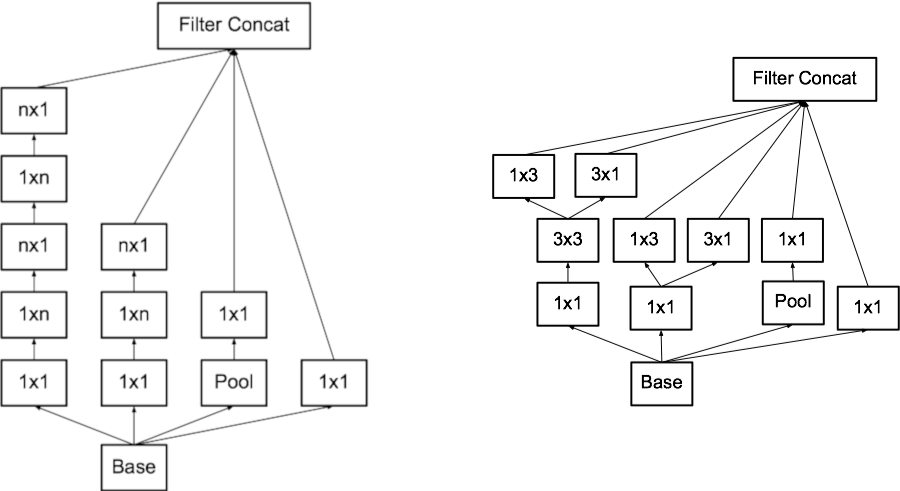 Filter Concat
nx1
1xn
nx1
nx1
1xn
1xn
1x1
1x1
1x1
Pool
1x1
Base
Filter Concat
1x3
3x1
3x3
1x3
3x1
1x1
1x1
1x1
Pool
1x1
Base